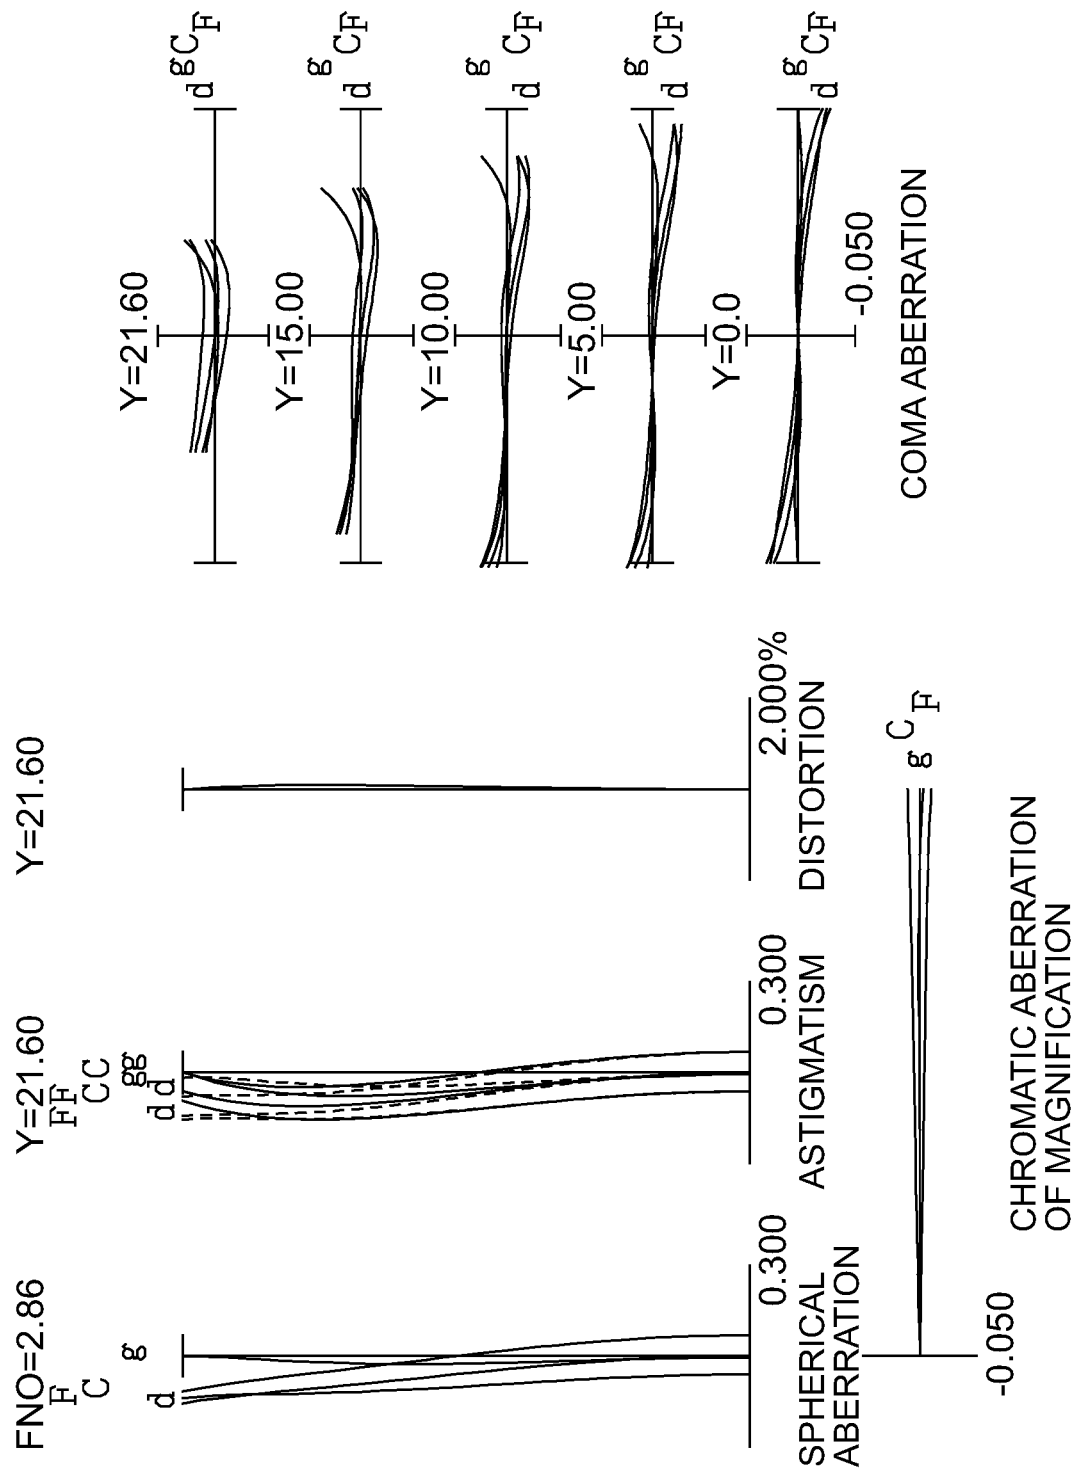 FNO=2.86
F
C
d
g
0.300
SPHERICAL
ABERRATION
Y=21.60
FF
CC
d d
gg
0.300
ASTIGMATISM
Y=21.60
2.000%
DISTORTION
Y=21.60
d g C F
Y=15.00
d g C F
Y=10.00
d g C F
Y=5.00
d g C F
Y=0.0
d g C F
-0.050
COMA ABERRATION
g C F
-0.050
CHROMATIC ABERRATION
OF MAGNIFICATION